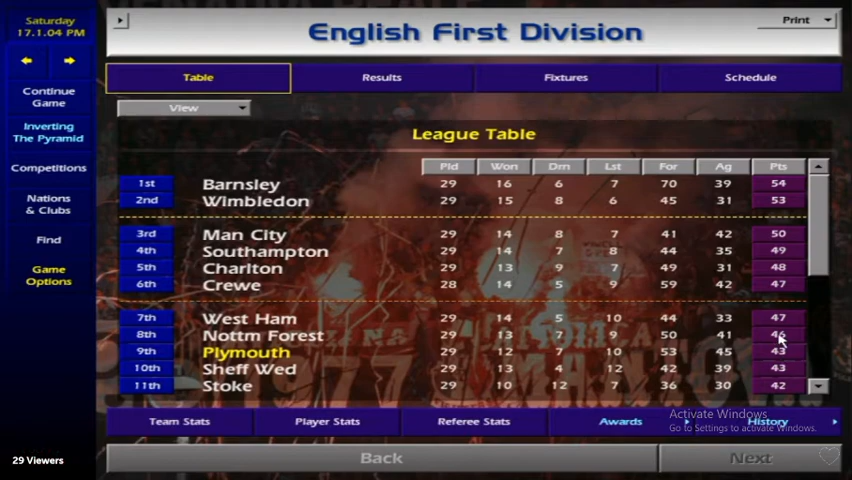 Saturday
17.1.04 PM
Print
English First Division
Continue
Game
Inverting
The Pyramid
Competitions
Nations
& Clubs
Find
Game
Options
Table Results Fixtures Schedule
View
League Table
Pld Won Drn Lst For Ag Pts
1st Barnsley 29 16 6 7 70 39 54
2nd Wimbledon 29 15 8 6 45 31 53
3rd Man City 29 14 8 7 41 42 50
4th Southampton 29 14 7 8 44 35 49
5th Charlton 29 13 9 7 49 31 48
6th Crewe 28 14 5 9 59 42 47
7th West Ham 29 14 5 10 44 33 47
8th Nottm Forest 29 13 7 9 50 41 46
9th Plymouth 29 12 7 10 53 45 43
10th Sheff Wed 29 13 4 12 42 39 43
11th Stoke 29 10 12 7 36 30 42
Team Stats Player Stats Referee Stats Awards History
Activate Windows
Go to Settings to activate Windows.
Back Next
29 Viewers